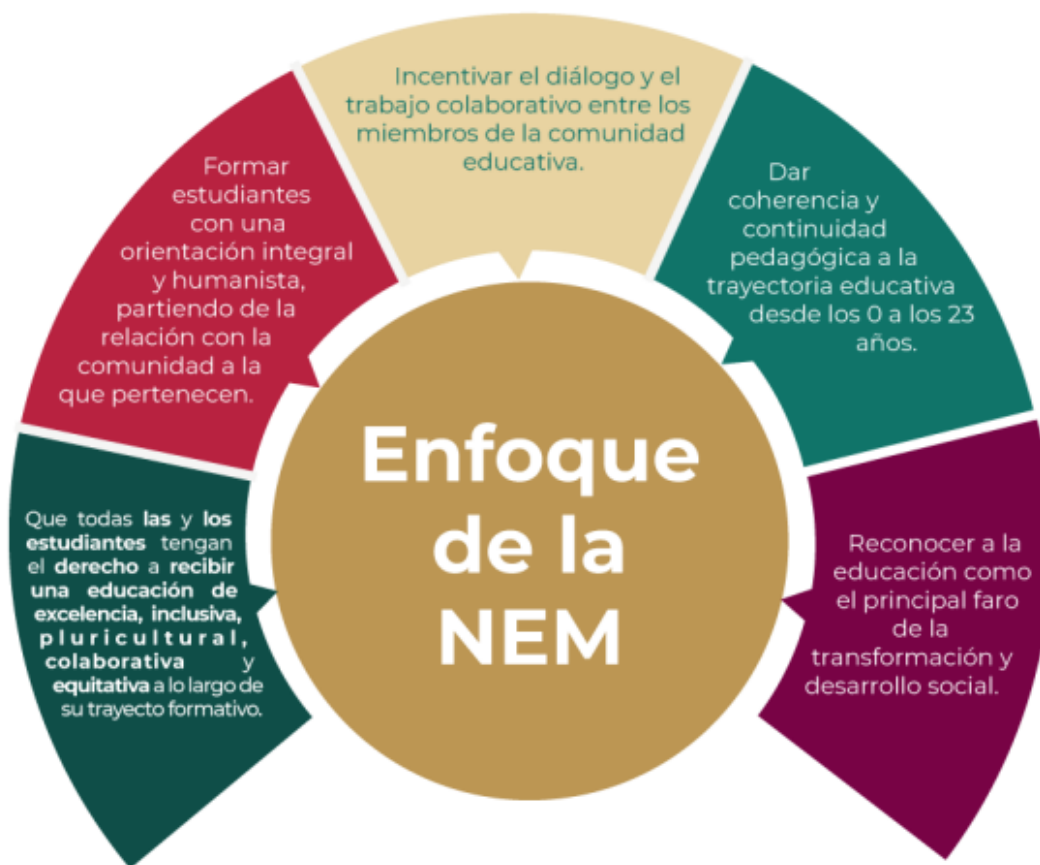 Enfoque
de la
NEM
Que todas las y los
estudiantes tengan
el derecho a recibir
una educación de
excelencia, inclusiva,
pluricultural,
colaborativa y
equitativa a lo largo de
su trayecto formativo.
Formar
estudiantes
con una
orientación integral
y humanista,
partiendo de la
relación con la
comunidad a la
que pertenecen.
Incentivar el diálogo y el
trabajo colaborativo entre los
miembros de la comunidad
educativa.
Dar
coherencia y
continuidad
pedagógica a la
trayectoria educativa
desde los 0 a los 23
años.
Reconocer a la
educación como
el principal faro
de la
transformación y
desarrollo social.